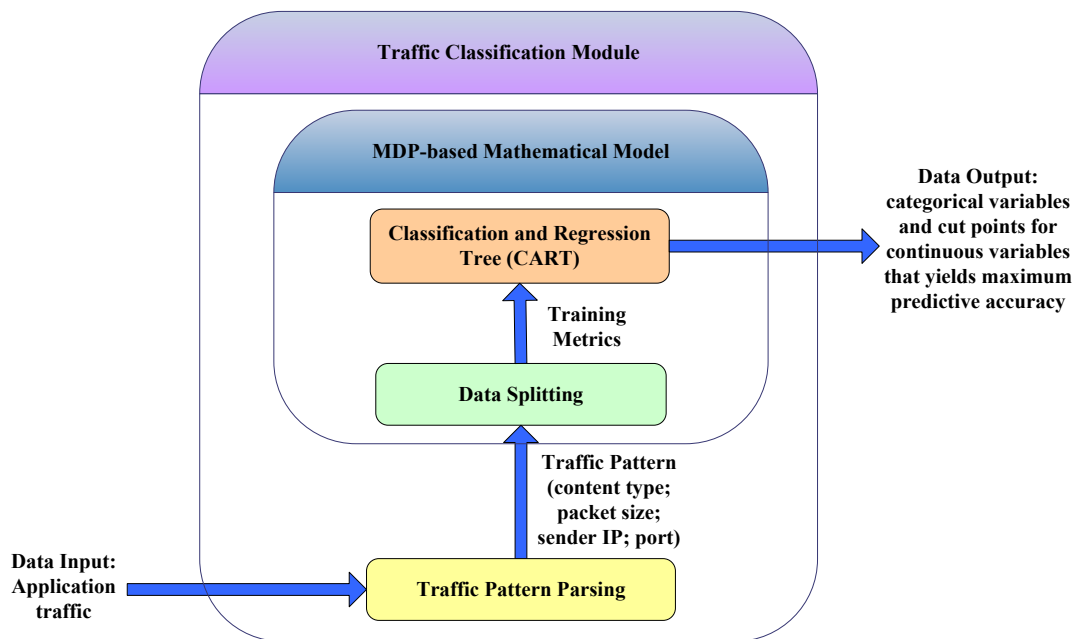 Traffic Classification Module
MDP-based Mathematical Model
Classification and Regression
Tree (CART)
Data Output:
categorical variables
and cut points for
continuous variables
that yields maximum
predictive accuracy
Training
Metrics
Data Splitting
Traffic Pattern
(content type;
packet size;
sender IP; port)
Data Input:
Application
traffic
Traffic Pattern Parsing